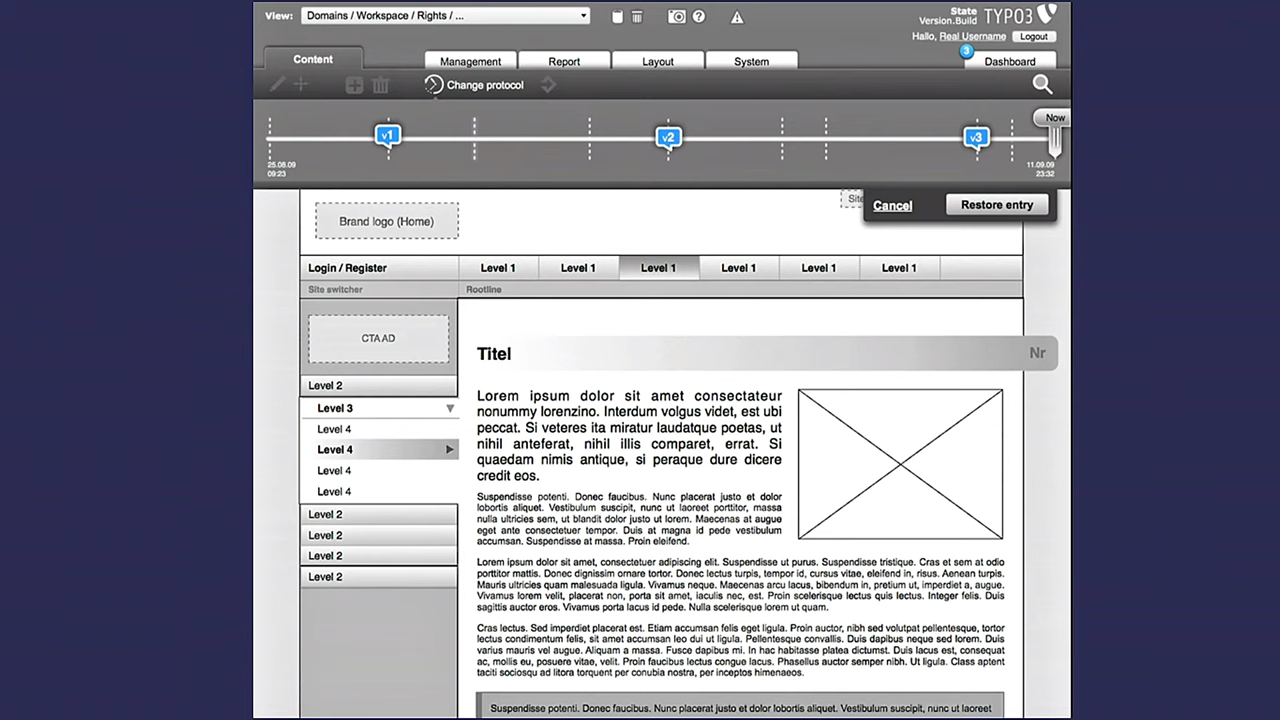 View: Domains / Workspace / Rights / ...
State
Version.Build
TYPO3
Hallo, Real Username Logout
Content Management Report Layout System 3 Dashboard
Change protocol
v1 v2 v3 Now
25.08.09
09:23
11.09.09
23:32
Cancel Restore entry
Brand logo (Home)
Site
Login / Register Level 1 Level 1 Level 1 Level 1 Level 1 Level 1
Site switcher Rootline
CTA AD
Level 2
Level 3
Level 4
Level 4
Level 4
Level 4
Level 2
Level 2
Level 2
Level 2
Titel Nr
Lorem ipsum dolor sit amet consectateur
nonummy lorenzino. Interdum volgus videt, est ubi
peccat. Si veteres ita miratur laudatque poetas, ut
nihil anteferat, nihil illis comparet, errat. Si
quaedam nimis antique, si peraque dure dicere
credit eos.
Suspendisse potenti. Donec faucibus. Nunc placerat justo et dolor
lobortis aliquet. Vestibulum suscipit, nunc ut laoreet porttitor, massa
nulla ultricies sem, ut blandit dolor justo ut lorem. Maecenas at augue
eget ante consectetuer tempor. Duis at magna id pede vestibulum
accumsan. Suspendisse at massa. Proin eleifend.
Lorem ipsum dolor sit amet, consectetuer adipiscing elit. Suspendisse ut purus. Suspendisse tristique. Cras et sem at odio
porttitor mattis. Donec dignissim ornare tortor. Donec lectus turpis, tempor id, cursus vitae, eleifend in, risus. Aenean turpis.
Mauris ultricies quam malesuada ligula. Vivamus neque. Maecenas arcu lacus, bibendum in, pretium ut, imperdiet a, augue.
Vivamus lorem velit, placerat non, porta sit amet, iaculis nec, est. Proin scelerisque lectus quis lectus. Integer felis. Duis
sagittis auctor eros. Vivamus porta lacus id pede. Nulla scelerisque lorem ut quam.
Cras lectus. Sed imperdiet placerat est. Etiam accumsan felis eget ligula. Proin auctor, nibh sed volutpat pellentesque, tortor
lectus condimentum felis, sit amet accumsan leo dui ut ligula. Pellentesque convallis. Duis dapibus neque sed lorem. Duis
varius mauris vel augue. Aliquam a massa. Fusce dapibus mi. In hac habitasse platea dictumst. Duis lacus est, consequat
ac, mollis eu, posuere vitae, velit. Proin faucibus lectus congue lacus. Phasellus auctor semper nibh. Ut ligula. Class aptent
taciti sociosqu ad litora torquent per conubia nostra, per inceptos himenaeos.
Suspendisse potenti. Donec faucibus. Nunc placerat justo et dolor lobortis aliquet. Vestibulum suscipit, nunc ut laoreet